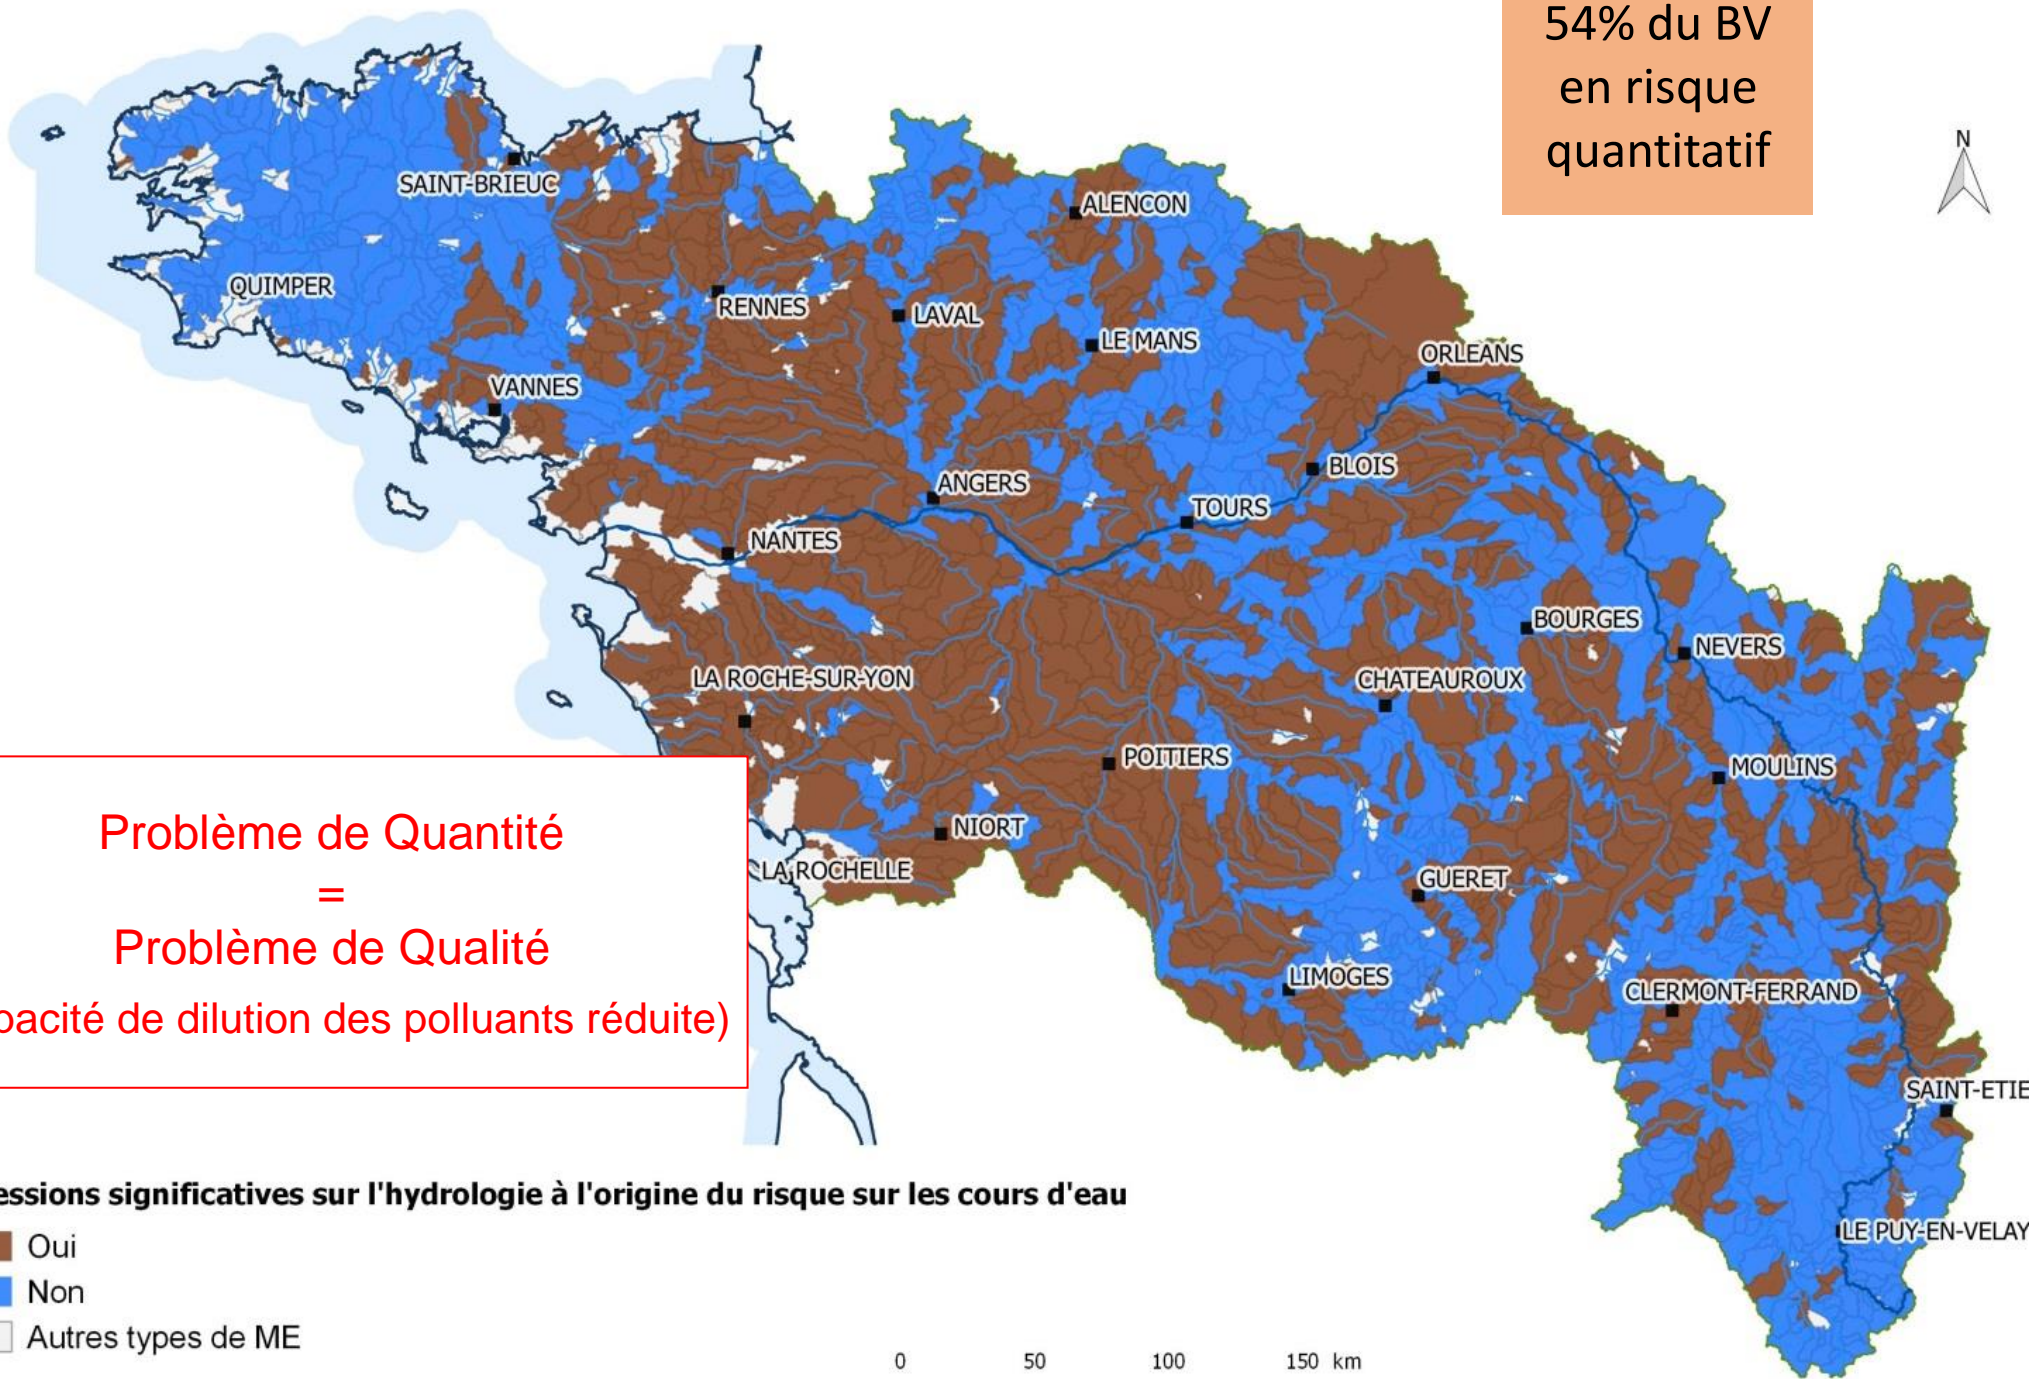 54% du BV
en risque
quantitatif
N
SAINT-BRIEUC
ALENCON
QUIMPER
RENNES
LAVAL
LE MANS
ORLEANS
VANNES
BLOIS
ANGERS
TOURS
NANTES
BOURGES
NEVERS
LA ROCHE-SUR-YON
CHATEAUROUX
POITIERS
MOULINS
NIORT
LA ROCHELLE
GUERET
LIMOGES
CLERMONT-FERRAND
SAINT-ETIE
LE PUY-EN-VELAY
Problème de Quantité
=
Problème de Qualité
pacité de dilution des polluants réduite)
essions significatives sur l'hydrologie à l'origine du risque sur les cours d'eau
Oui
Non
Autres types de ME
0 50 100 150 km